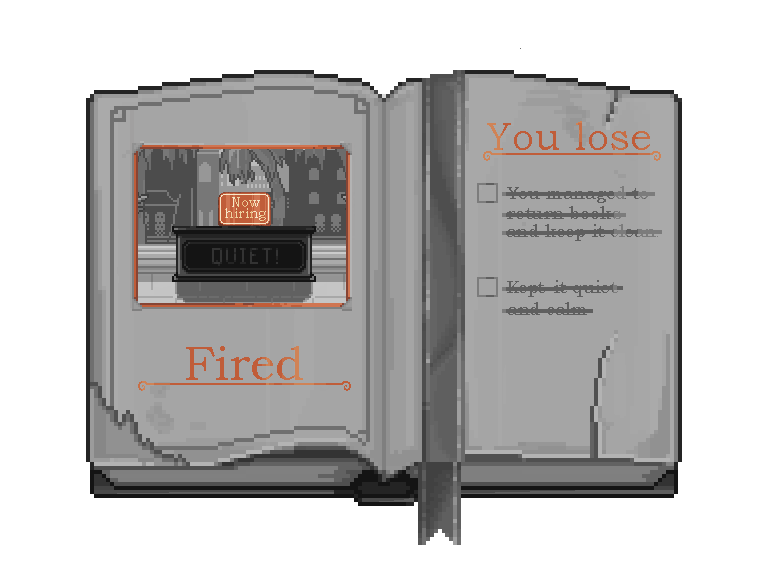 Now
hiring
QUIET!
Fired
You lose
You managed to
return books
and keep it clean
Kept it quiet
and calm